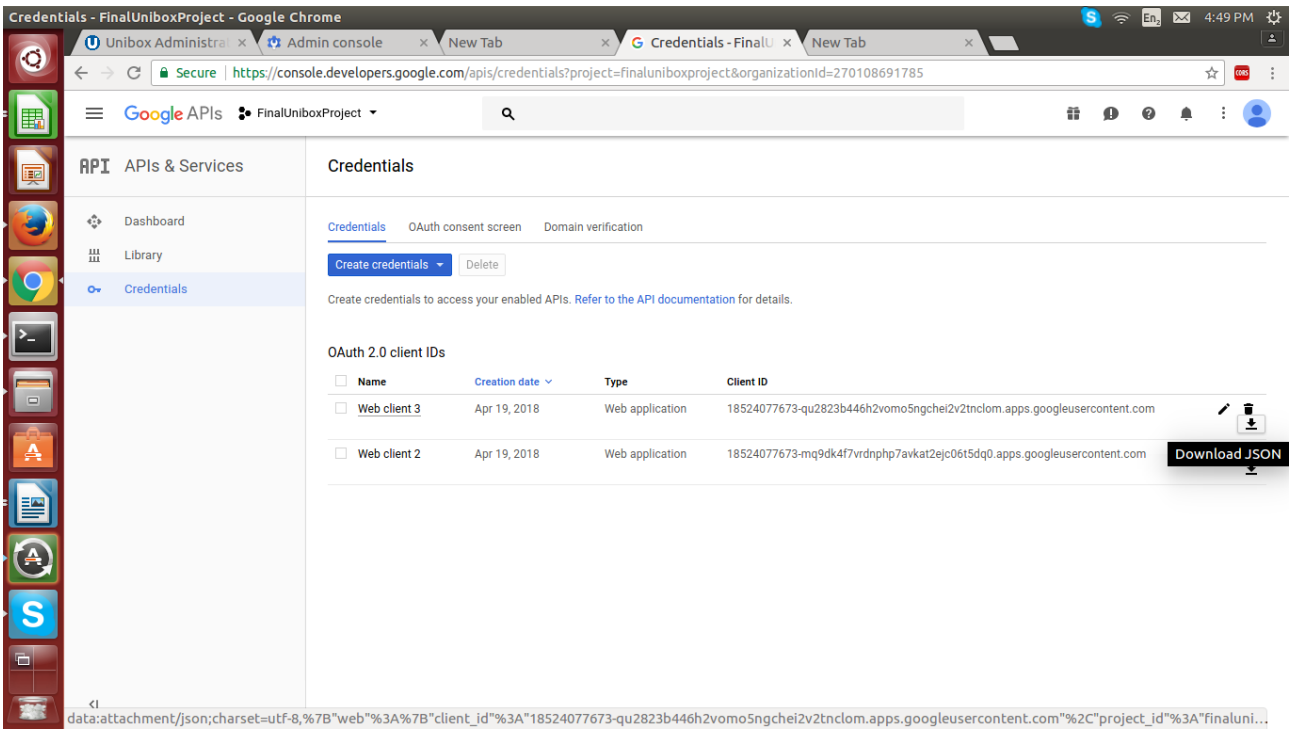 Credentials - FinalUniboxProject - Google Chrome
S En2 4:49 PM
Unibox Administrat × Admin console × New Tab × G Credentials - FinalU × New Tab ×
Secure | https://console.developers.google.com/apis/credentials?project=finaluniboxproject&organizationId=270108691785 CORS
Google APIs FinalUniboxProject
API APIs & Services
Credentials
Dashboard
Library
Credentials
Credentials OAuth consent screen Domain verification
Create credentials Delete
Create credentials to access your enabled APIs. Refer to the API documentation for details.
OAuth 2.0 client IDs
Name Creation date Type Client ID
Web client 3 Apr 19, 2018 Web application 18524077673-qu2823b446h2vomo5ngchei2v2tnclom.apps.googleusercontent.com
Web client 2 Apr 19, 2018 Web application 18524077673-mq9dk4f7vrdnphp7avkat2ejc06t5dq0.apps.googleusercontent.com
Download JSON
data:attachment/json;charset=utf-8,%7B"web"%3A%7B"client_id"%3A"18524077673-qu2823b446h2vomo5ngchei2v2tnclom.apps.googleusercontent.com"%2C"project_id"%3A"finaluni...